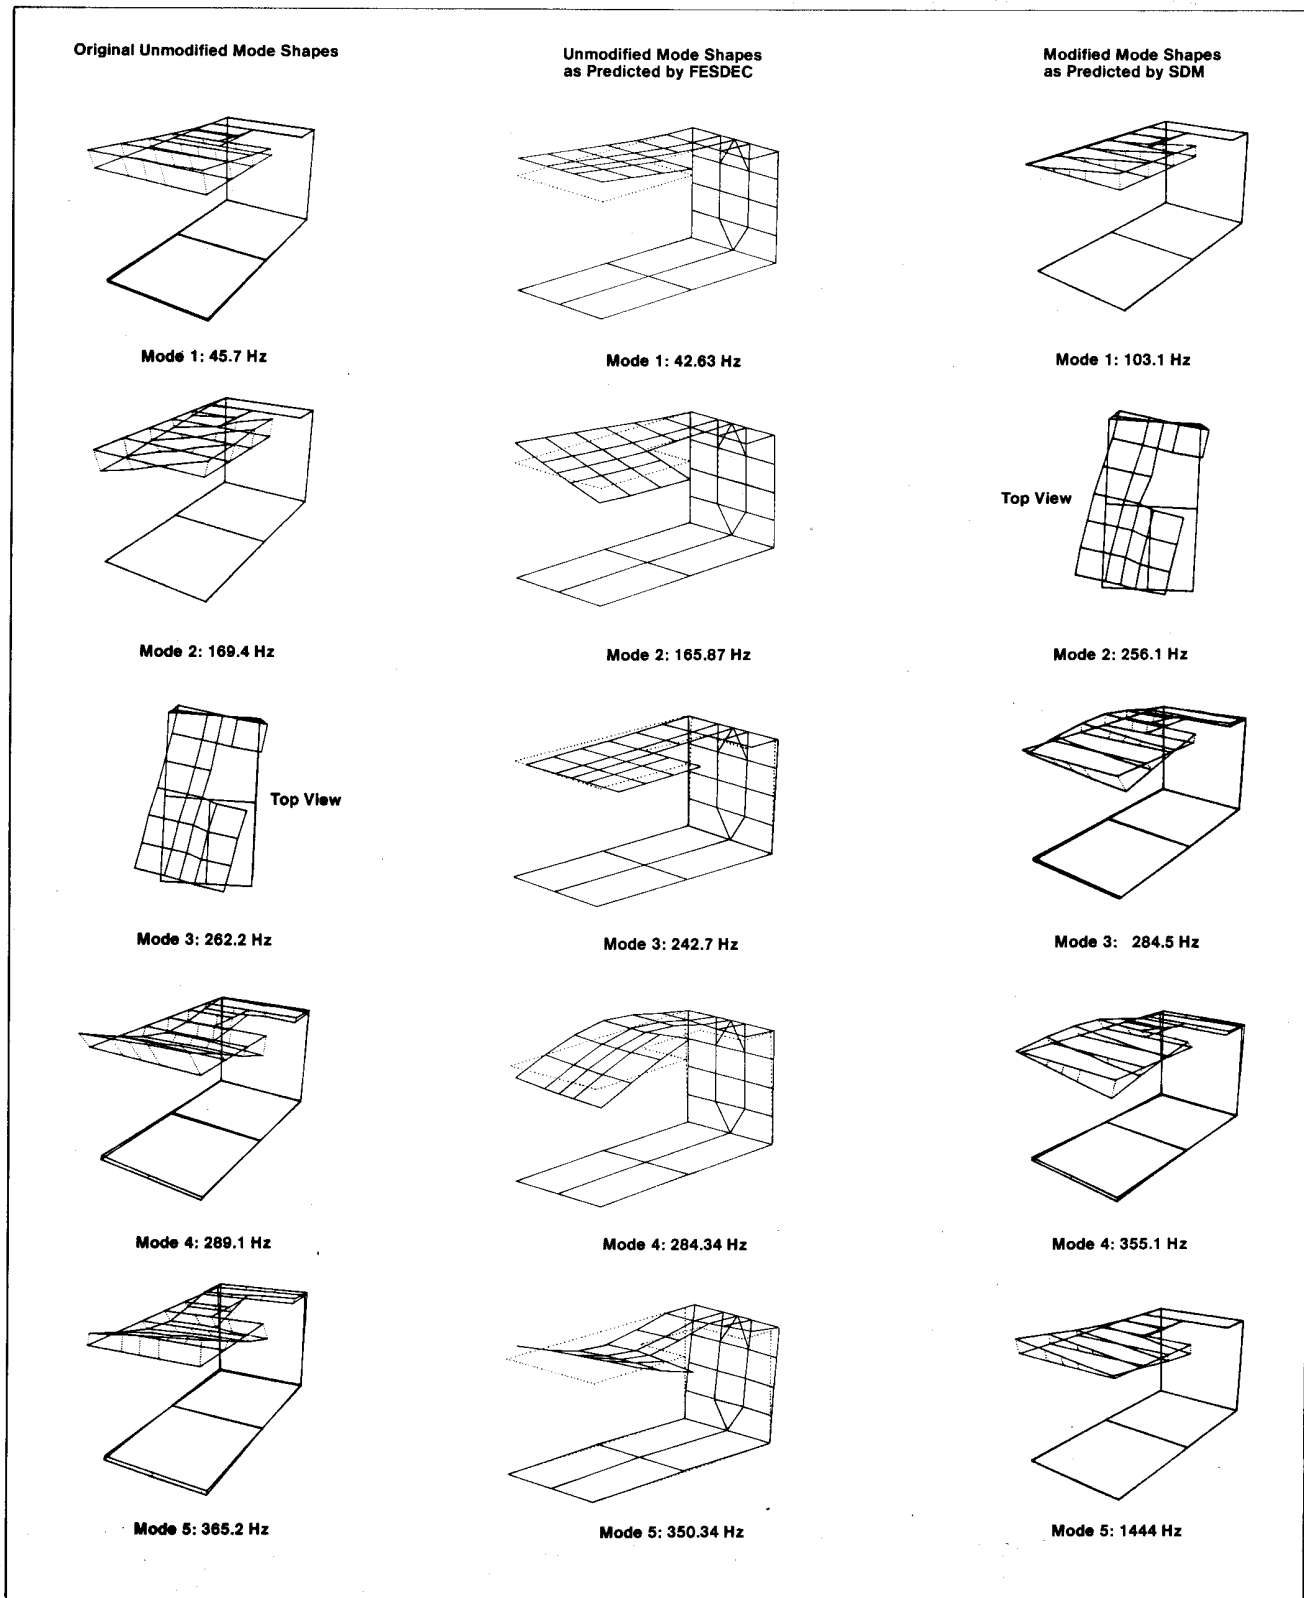 Original Unmodified Mode Shapes
Unmodified Mode Shapes
as Predicted by FESDEC
Modified Mode Shapes
as Predicted by SDM
Mode 1: 45.7 Hz
Mode 1: 42.63 Hz
Mode 1: 103.1 Hz
Top View
Mode 2: 169.4 Hz
Mode 2: 165.87 Hz
Mode 2: 256.1 Hz
Top View
Mode 3: 262.2 Hz
Mode 3: 242.7 Hz
Mode 3: 284.5 Hz
Mode 4: 289.1 Hz
Mode 4: 284.34 Hz
Mode 4: 355.1 Hz
Mode 5: 365.2 Hz
Mode 5: 350.34 Hz
Mode 5: 1444 Hz